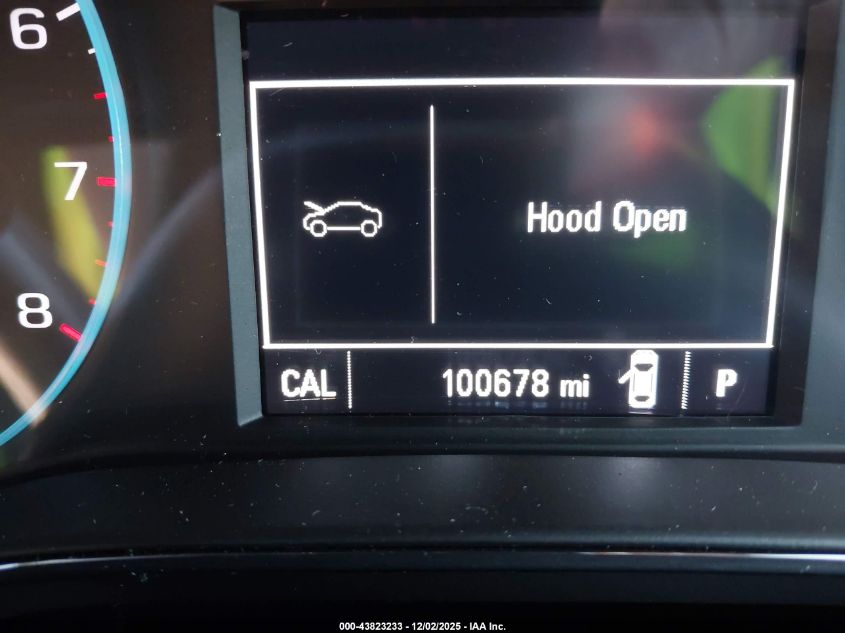 6
7
8
Hood Open
CAL 100678 mi P
000-43823233 - 12/02/2025 - IAA Inc.